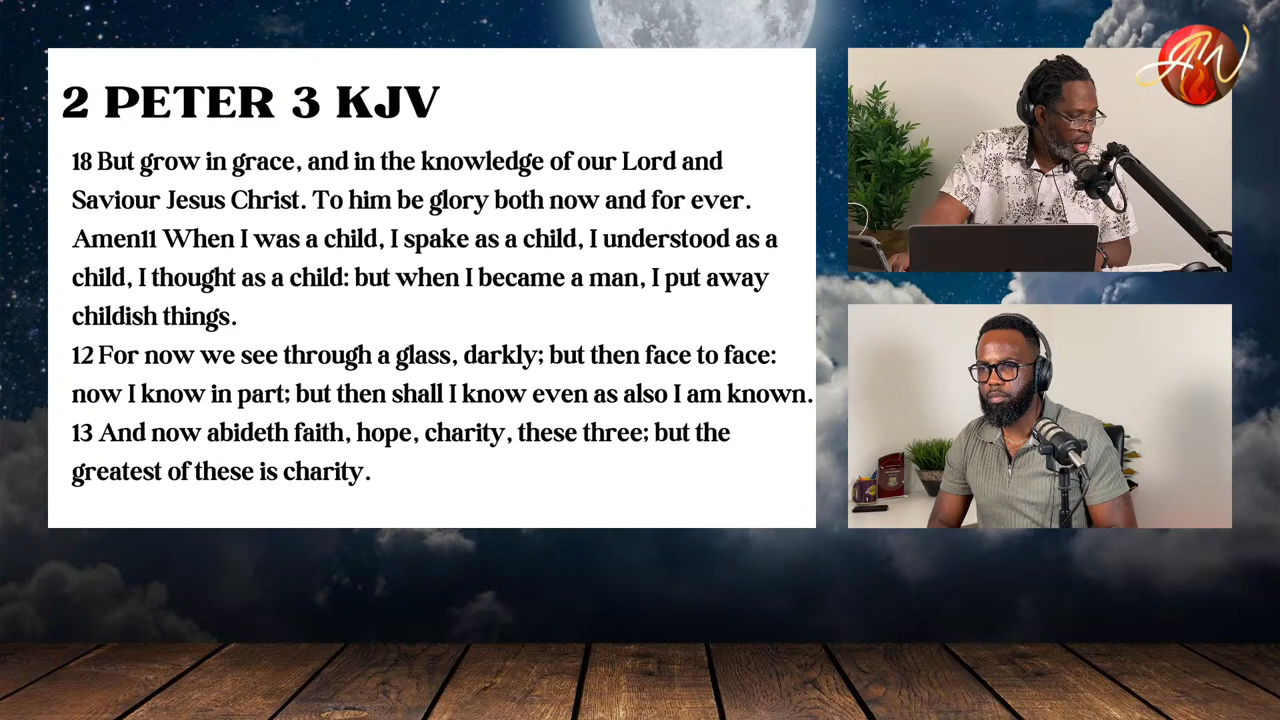 2 PETER 3 KJV
18 But grow in grace, and in the knowledge of our Lord and
Saviour Jesus Christ. To him be glory both now and for ever.
Amen11 When I was a child, I spake as a child, I understood as a
child, I thought as a child: but when I became a man, I put away
childish things.
12 For now we see through a glass, darkly; but then face to face:
now I know in part; but then shall I know even as also I am known.
13 And now abideth faith, hope, charity, these three; but the
greatest of these is charity.
AW